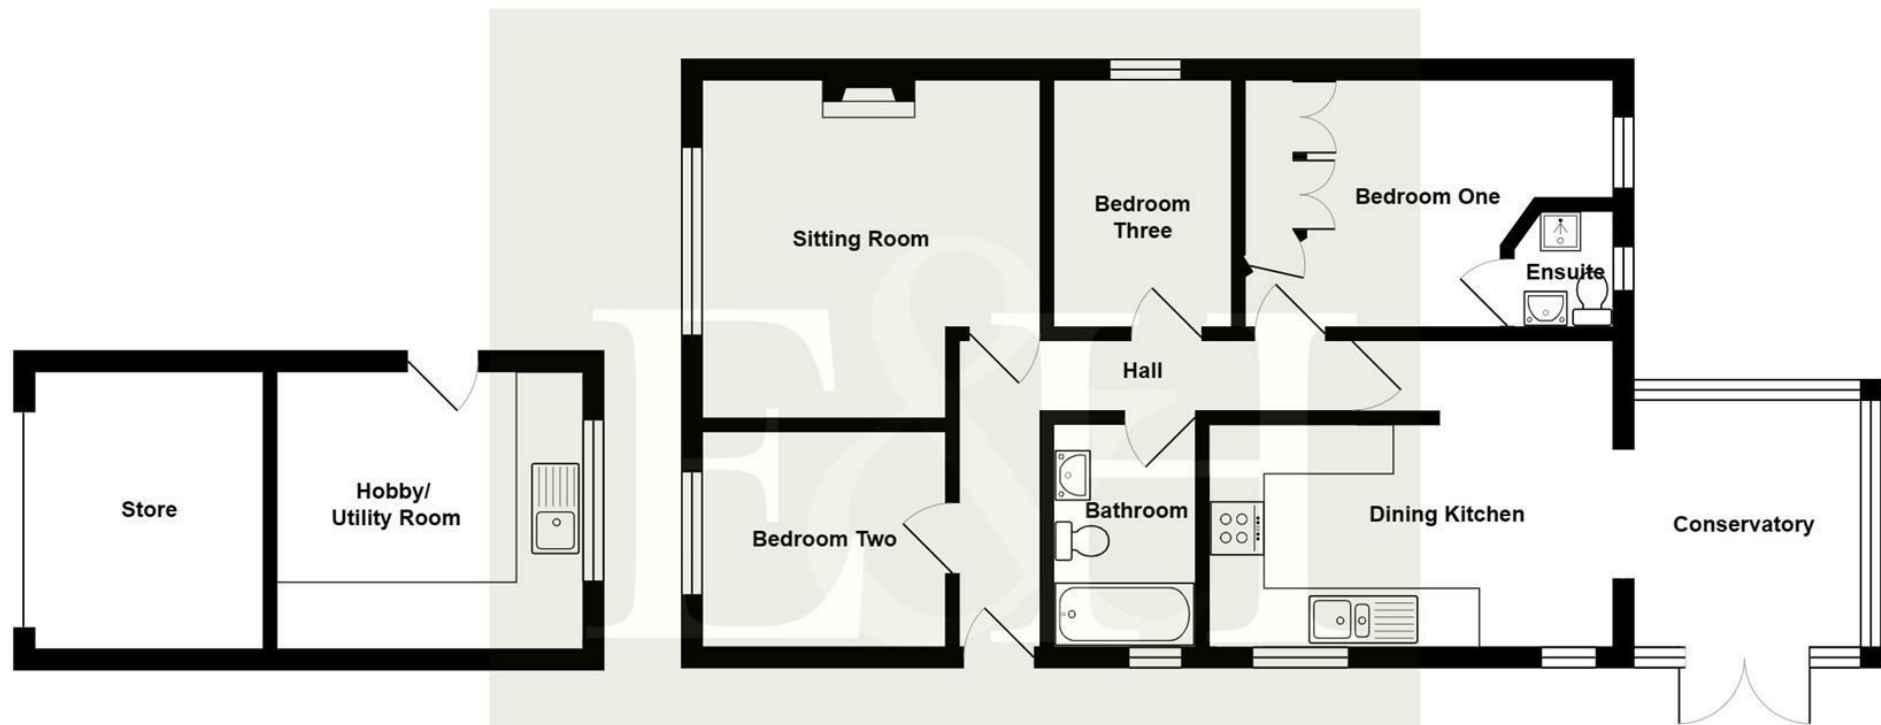 Sitting Room
Bedroom
Three
Bedroom One
Ensuite
Hall
Store
Hobby/
Utility Room
Bedroom Two
Bathroom
Dining Kitchen
Conservatory
E&H